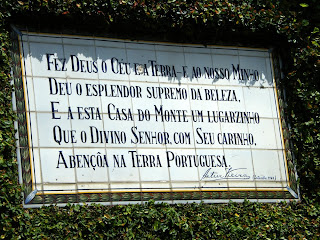 Fez Deus o Céu e a Terra – e ao nosso Minho
Deu o esplendor supremo da beleza,
E a esta Casa do Monte um lugarzinho
Que o Divino Senhor, com Seu carinho,
Abençôa na Terra Portuguesa.